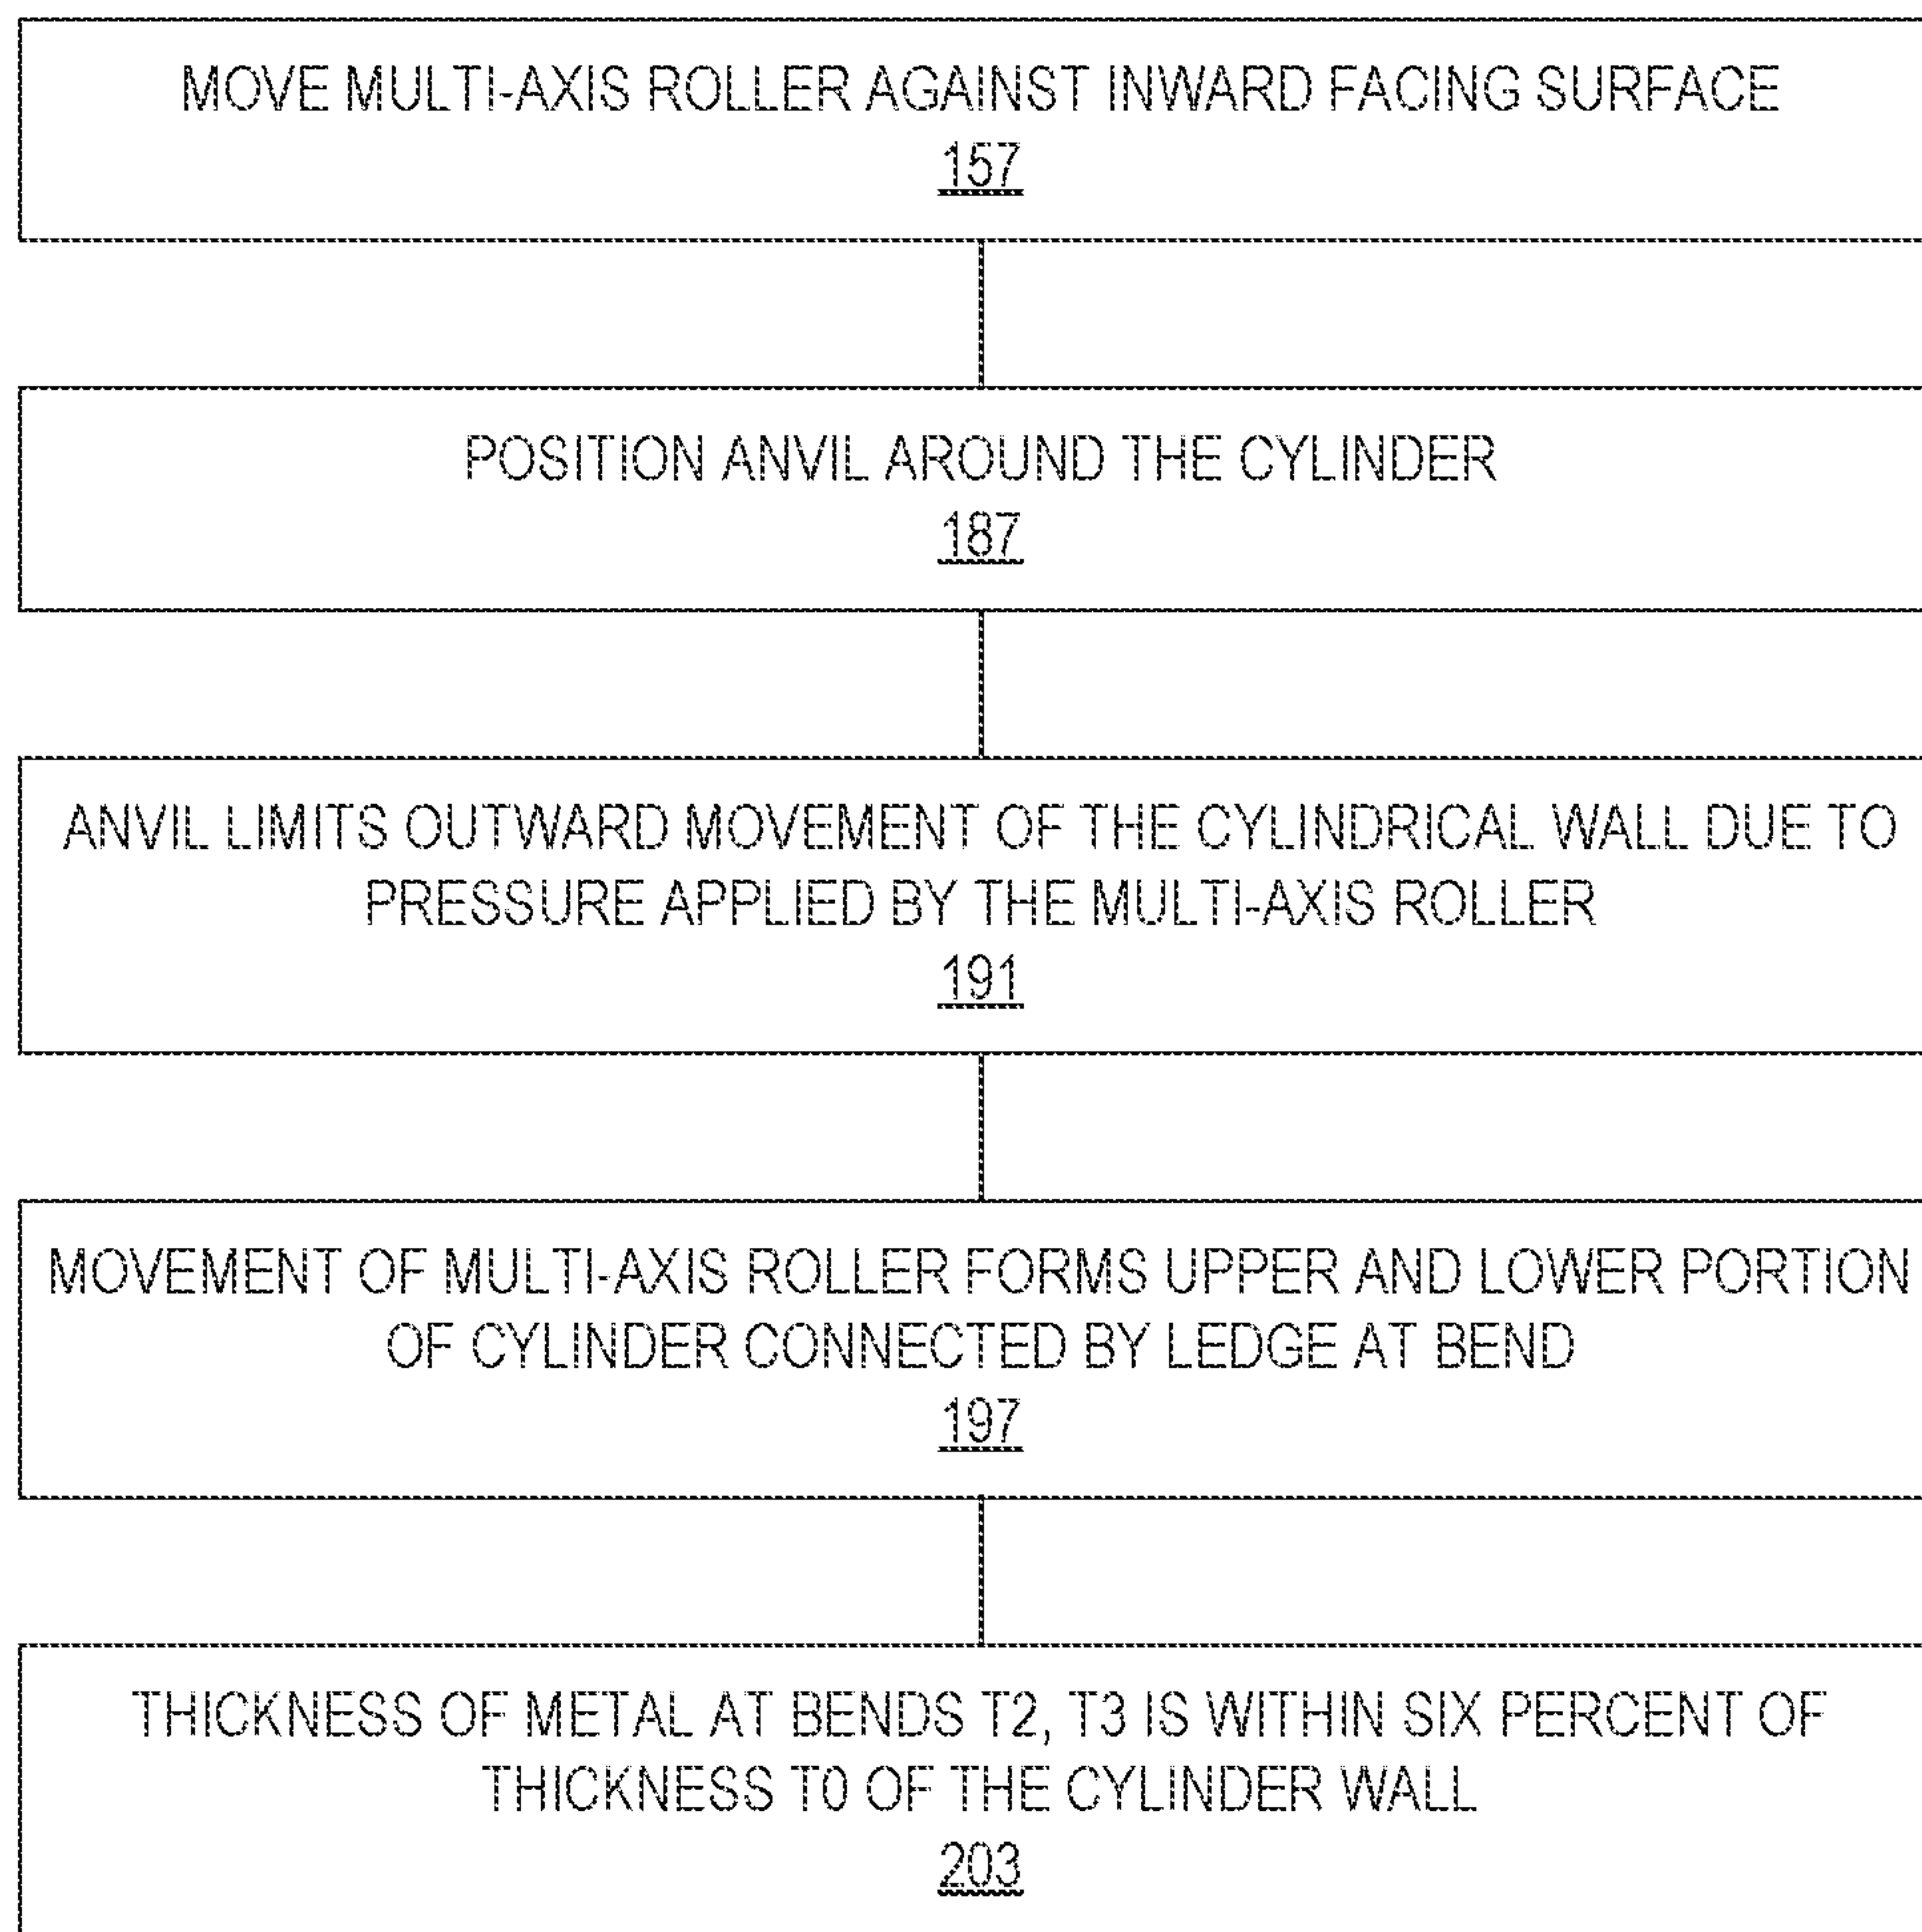 MOVE MULTI-AXIS ROLLER AGAINST INWARD FACING SURFACE
157
POSITION ANVIL AROUND THE CYLINDER
187
ANVIL LIMITS OUTWARD MOVEMENT OF THE CYLINDRICAL WALL DUE TO
PRESSURE APPLIED BY THE MULTI-AXIS ROLLER
191
MOVEMENT OF MULTI-AXIS ROLLER FORMS UPPER AND LOWER PORTION
OF CYLINDER CONNECTED BY LEDGE AT BEND
197
THICKNESS OF METAL AT BENDS T2, T3 IS WITHIN SIX PERCENT OF
THICKNESS T0 OF THE CYLINDER WALL
203